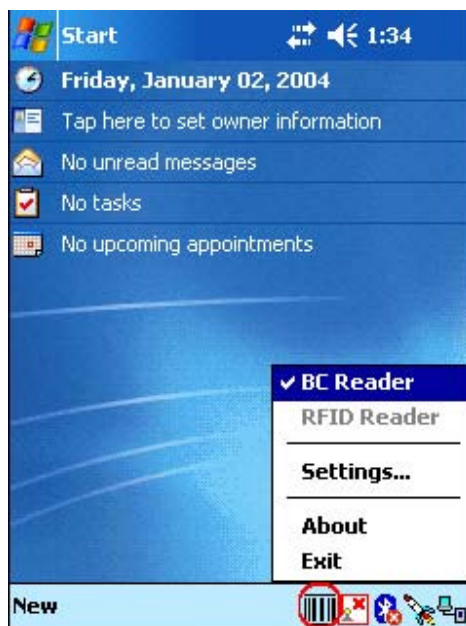 Start 1:34
Friday, January 02, 2004
Tap here to set owner information
No unread messages
No tasks
No upcoming appointments
BC Reader
RFID Reader
Settings...
About
Exit
New